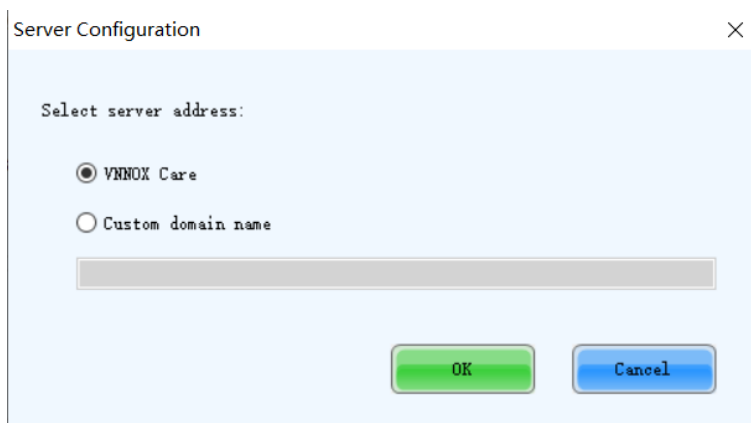 Server Configuration
Select server address:
VNNOX Care
Custom domain name
OK
Cancel